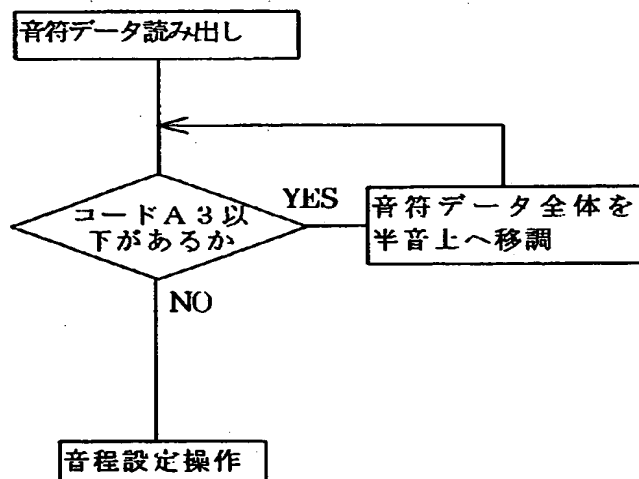 音符データ読み出し
コードA3以
下があるか
YES
音符データ全体を
半音上へ移調
NO
音程設定操作